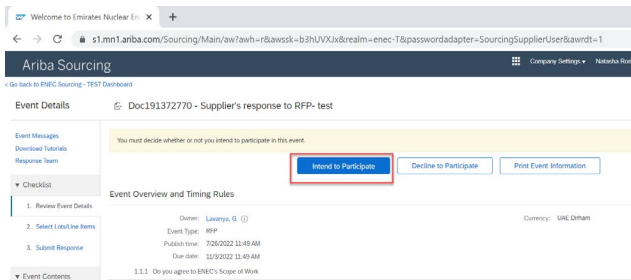 Welcome to Emirates Nuclear En
s1.mn1.ariba.com/Sourcing/Main/aw?awh=r&awssk=b3hUVXJx&realm=enec-T&passwordadapter=SourcingSupplierUser&awrdt=1
Ariba Sourcing
Company Settings
Natasha Ron
< Go back to ENEC Sourcing - TEST Dashboard
Event Details
Doc191372770 - Supplier's response to RFP- test
Event Messages
Download Tutorials
Response Team
You must decide whether or not you intend to participate in this event.
Intend to Participate
Decline to Participate
Print Event Information
▼ Checklist
1. Review Event Details
2. Select Lots/Line Items
3. Submit Response
▼ Event Contents
Event Overview and Timing Rules
Owner: Lavanya, G
Currency: UAE Dirham
Event Type: RFP
Publish time: 7/26/2022 11:49 AM
Due date: 11/3/2022 11:49 AM
1.1.1 Do you agree to ENEC's Scope of Work